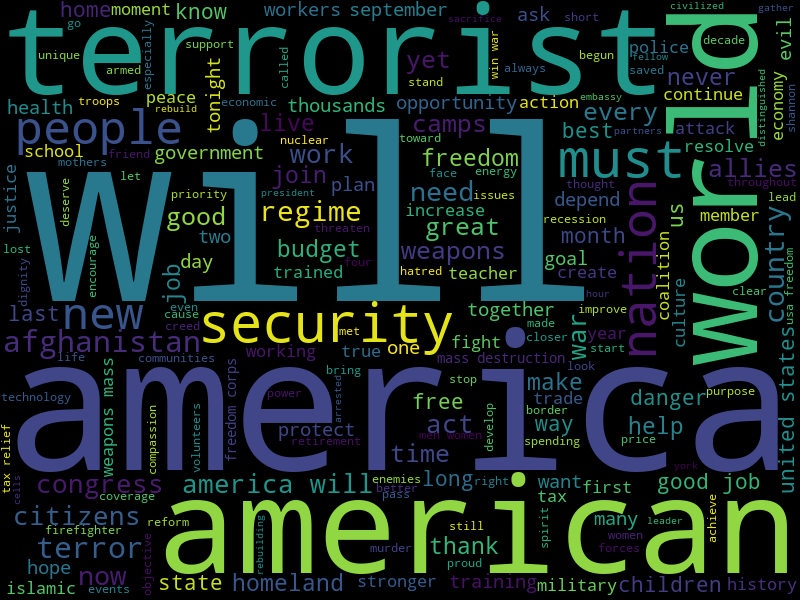 home
moment
know
workers
september
ask
short
civilized
gather
go
sacrifice
decade
terrorist
world
unique
especially
armed
support
called
win war
always
begun
fellow
police
saved
evil
yet
stand
never
tonight
health
troops
peace
rebuild
economic
thousands
opportunity
action
embassy
continue
distinguished
economy
shannon
people
live
camps
every
best
partners
attack
resolve
school
mothers
friend
government
nuclear
work
toward
freedom
must
allies
throughout
justice
will
let
join
plan
face
energy
need
issues
thought
depend
lead
deserve
priority
president
good
regime
threaten
increase
great
recession
month
nation
us
member
country
lost
dignity
encourage
two
budget
four
weapons
goal
coalition
day
trained
hatred
teacher
create
job
culture
clear
usa freedom
last
new
cause
even
creed
security
met
together
hour
improve
made
closer
war
year
start
afghanistan
working
true
one
fight
mass destruction
look
life
communities
bring
stop
america
technology
weapons mass
freedom corps
power
arrested
free
make
trade
danger
purpose
united states
compassion
volunteers
protect
retirement
act
men women
develop
border
spending
way
help
price
tax relief
time
york
congress
america will
enemies
better
long
right
want
first
good job
cells
coverage
pass
tax
citizens
reform
american
still
spirit
many
leader
achieve
firefighter
terror
objective
rebuilding
murder
thank
women
forces
hope
now
proud
islamic
events
state
homeland
stronger
training
military
children
history